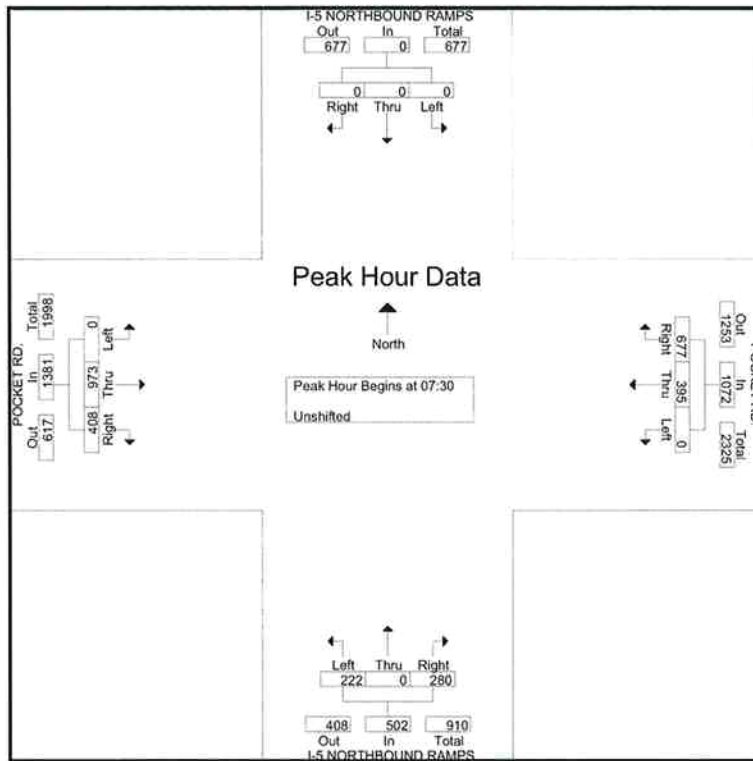 I-5 NORTHBOUND RAMPS
Out In Total
677 0 677
0 0 0
Right Thru Left
Peak Hour Data
North
Peak Hour Begins at 07:30
Unshifted
POCKET RD.
Out In Total
617 1381 1998
408 973 0
Right Thru Left
Out In Total
1253 1072 2325
677 395 0
Right Thru Left
Left Thru Right
222 0 280
408 502 910
Out In Total
I-5 NORTHBOUND RAMPS